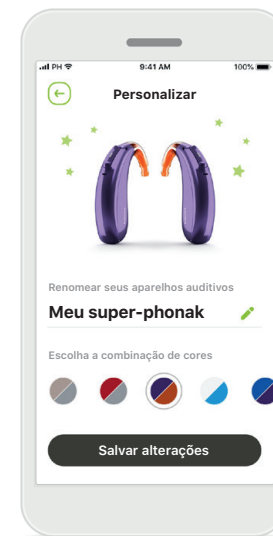 PH 9:41 AM 100%
Personalizar
Renomear seus aparelhos auditivos
Meu super-phonak
Escolha a combinação de cores
Salvar alterações